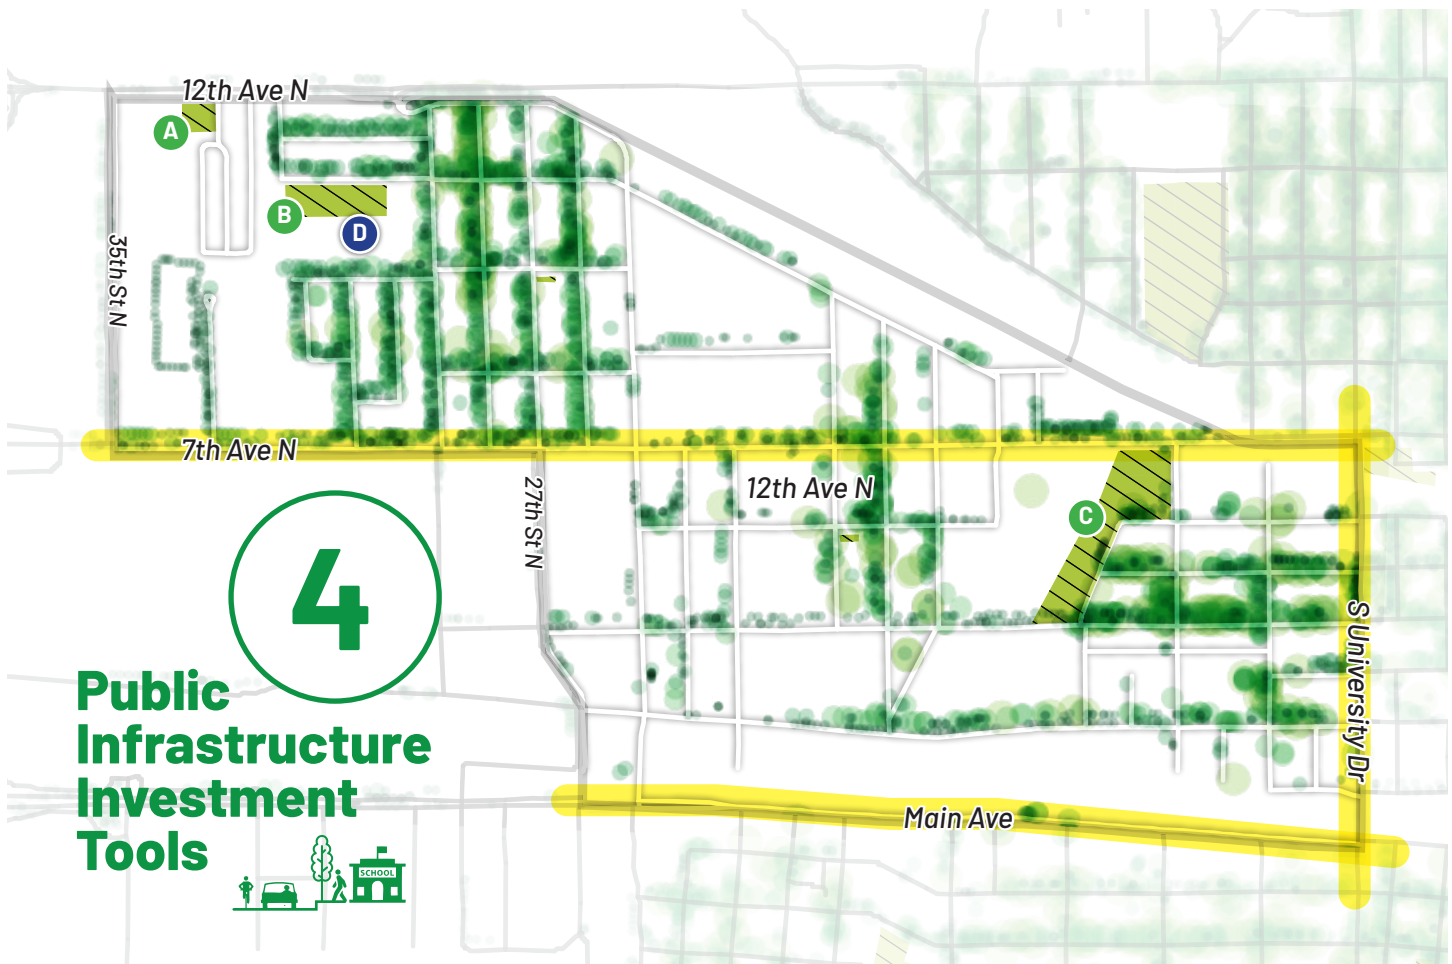 12th Ave N
A
B
D
35th St N
7th Ave N
27th St N
12th Ave N
C
S University Dr
Main Ave
4
Public
Infrastructure
Investment
Tools
SCHOOL